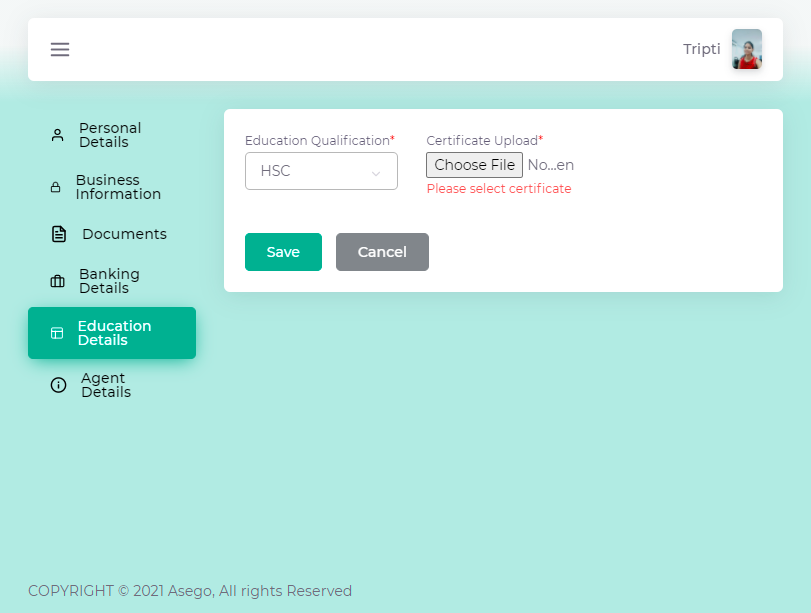 Tripti
Personal
Details
Business
Information
Documents
Banking
Details
Education
Details
Agent
Details
Education Qualification*
HSC
Certificate Upload*
Choose File No...en
Please select certificate
Save
Cancel
COPYRIGHT © 2021 Asego, All rights Reserved